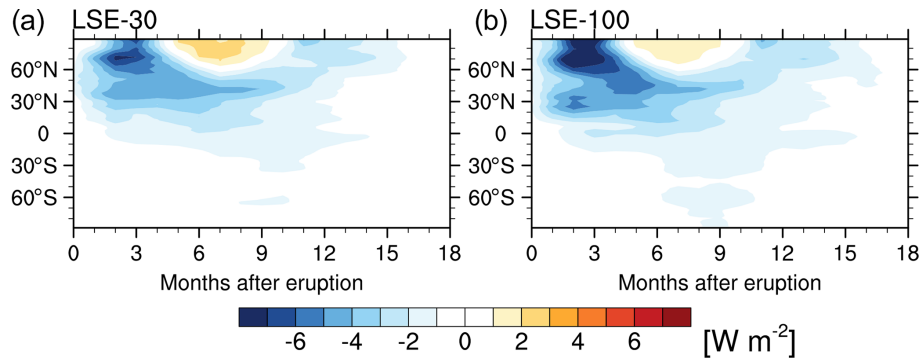 (a) LSE-30
60°N
30°N
0
30°S
60°S
0 3 6 9 12 15 18
Months after eruption
(b) LSE-100
60°N
30°N
0
30°S
60°S
0 3 6 9 12 15 18
Months after eruption
-6 -4 -2 0 2 4 6
[W m⁻²]